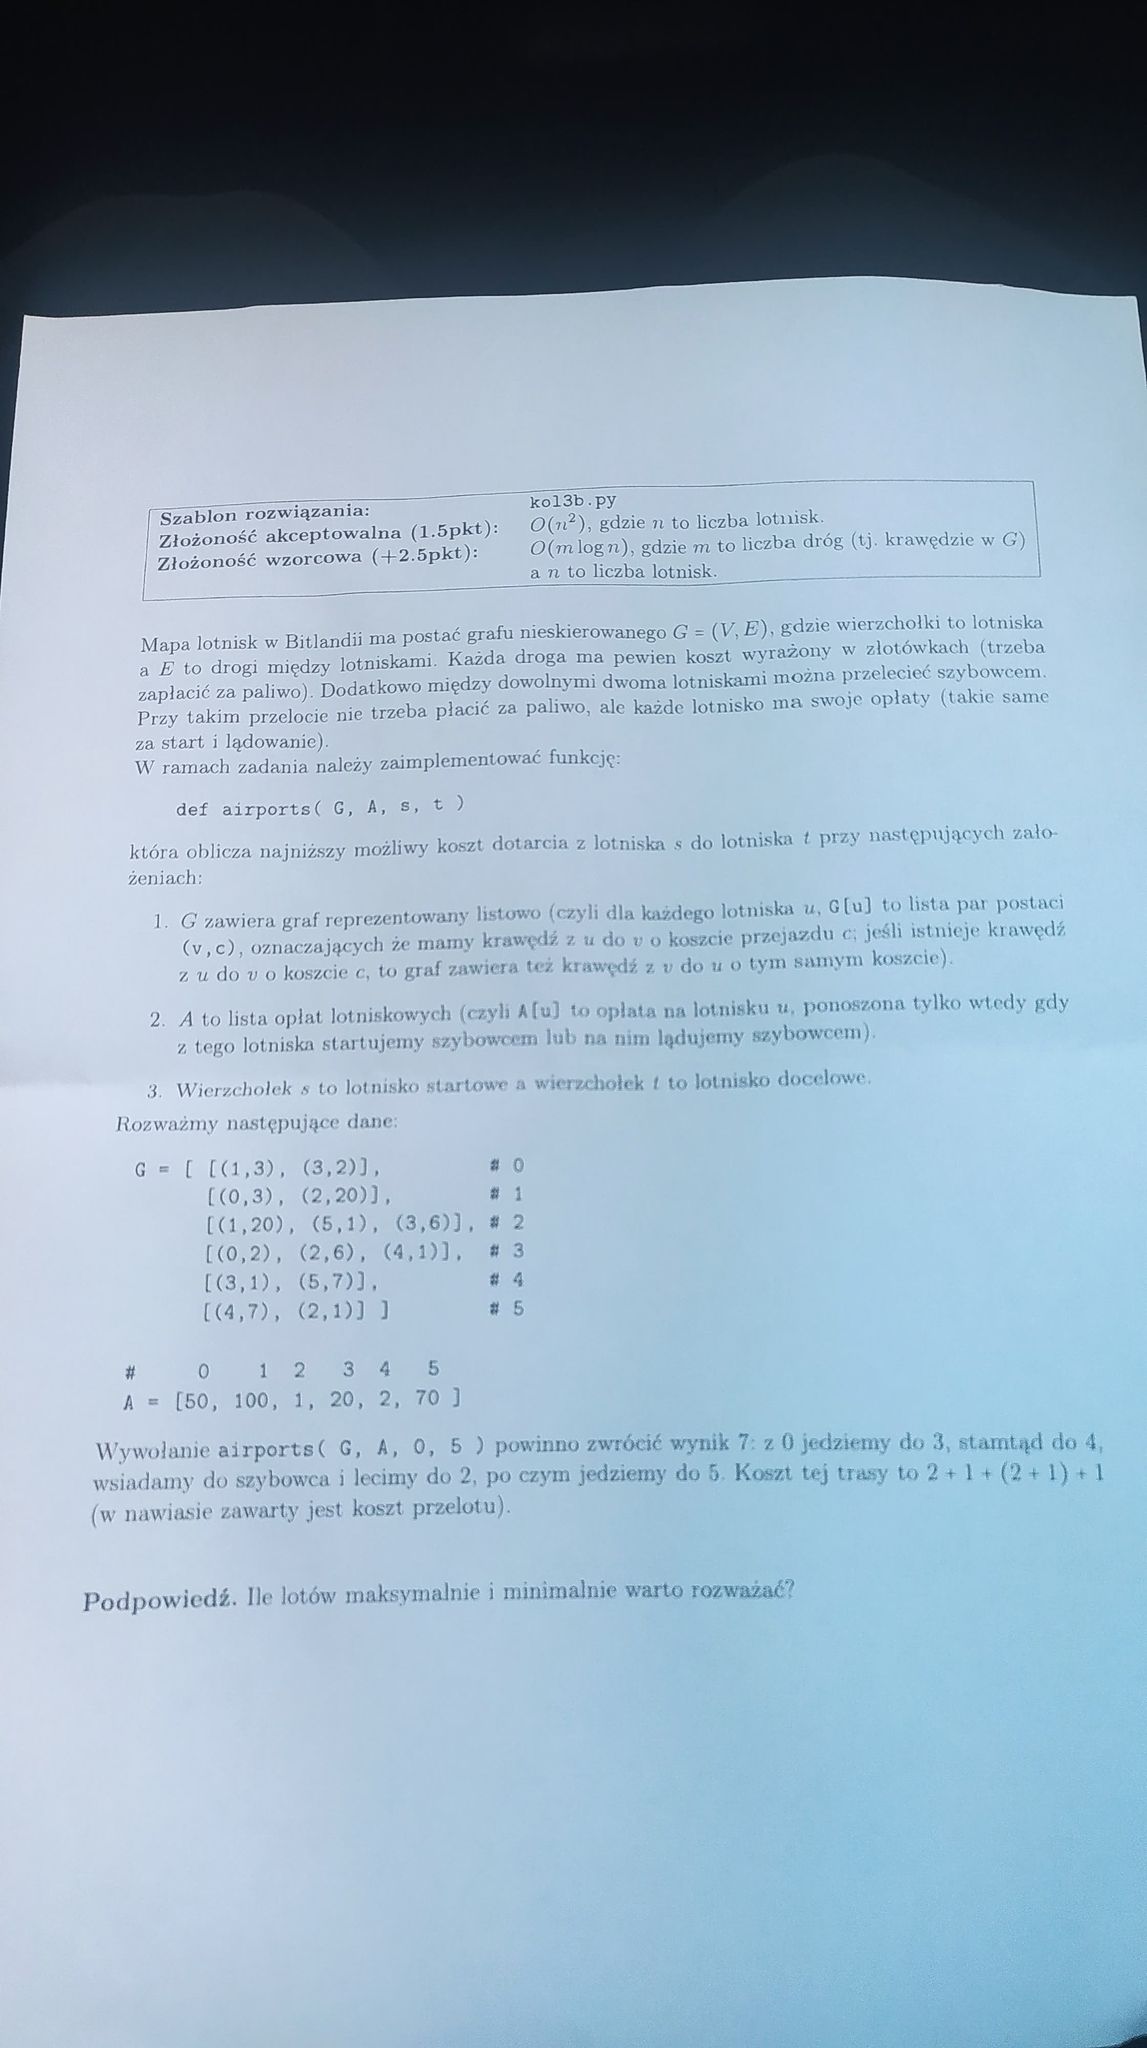 Szablon rozwiązania: kol3b.py
Złożoność akceptowalna (1.5pkt): O(n²), gdzie n to liczba lotnisk.
Złożoność wzorcowa (+2.5pkt): O(m log n), gdzie m to liczba dróg (tj. krawędzie w G)
a n to liczba lotnisk.
Mapa lotnisk w Bitlandii ma postać grafu nieskierowanego G = (V, E), gdzie wierzchołki to lotniska
a E to drogi między lotniskami. Każda droga ma pewien koszt wyrażony w złotówkach (trzeba
zapłacić za paliwo). Dodatkowo między dowolnymi dwoma lotniskami można przelecieć szybowcem.
Przy takim przelocie nie trzeba płacić za paliwo, ale każde lotnisko ma swoje opłaty (takie same
za start i lądowanie).
W ramach zadania należy zaimplementować funkcję:
def airports( G, A, s, t )
która oblicza najniższy możliwy koszt dotarcia z lotniska s do lotniska t przy następujących zało-
żeniach:
1. G zawiera graf reprezentowany listowo (czyli dla każdego lotniska u, G[u] to lista par postaci
(v,c), oznaczających że mamy krawędź z u do v o koszcie przejazdu c; jeśli istnieje krawędź
z u do v o koszcie c, to graf zawiera też krawędź z v do u o tym samym koszcie).
2. A to lista opłat lotniskowych (czyli A[u] to opłata na lotnisku u, ponoszona tylko wtedy gdy
z tego lotniska startujemy szybowcem lub na nim lądujemy szybowcem).
3. Wierzchołek s to lotnisko startowe a wierzchołek t to lotnisko docelowe.
Rozważmy następujące dane:
G = [ [(1,3), (3,2)], # 0
[(0,3), (2,20)], # 1
[(1,20), (5,1), (3,6)], # 2
[(0,2), (2,6), (4,1)], # 3
[(3,1), (5,7)], # 4
[(4,7), (2,1)] ] # 5
# 0 1 2 3 4 5
A = [50, 100, 1, 20, 2, 70 ]
Wywołanie airports( G, A, 0, 5 ) powinno zwrócić wynik 7: z 0 jedziemy do 3, stamtąd do 4,
wsiadamy do szybowca i lecimy do 2, po czym jedziemy do 5. Koszt tej trasy to 2 + 1 + (2 + 1) + 1
(w nawiasie zawarty jest koszt przelotu).
Podpowiedź. Ile lotów maksymalnie i minimalnie warto rozważać?